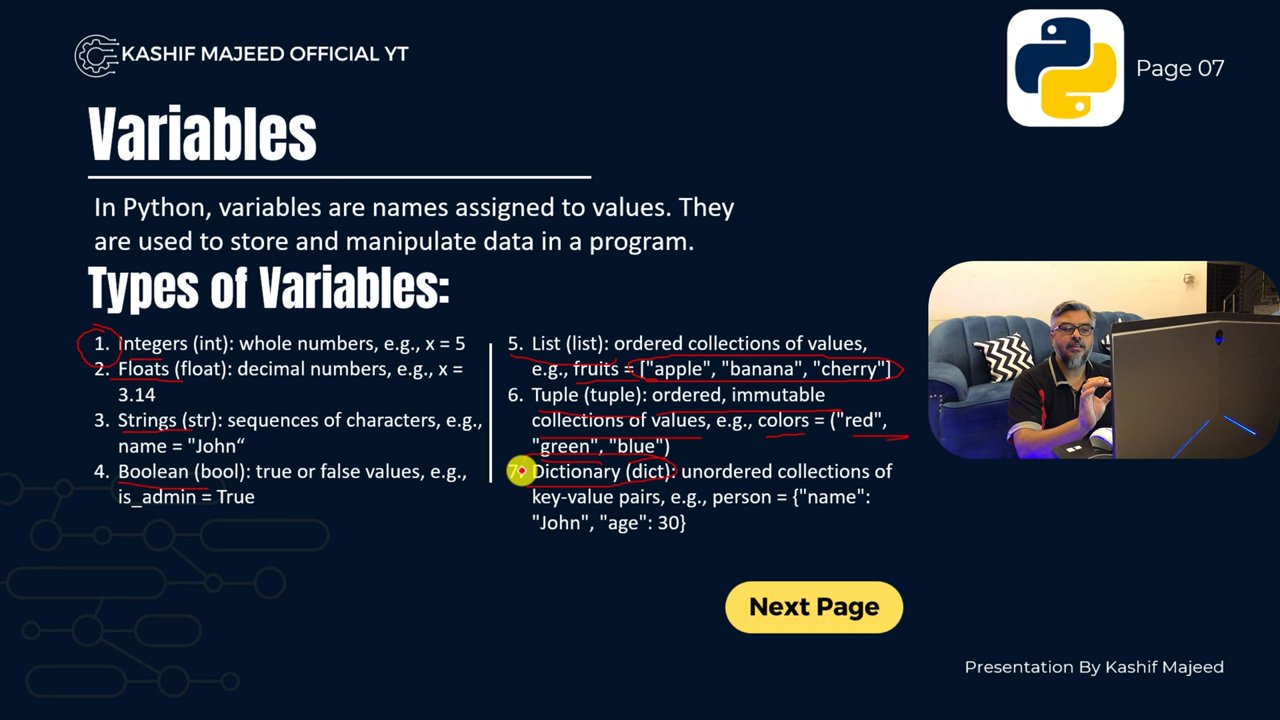 KASHIF MAJEED OFFICIAL YT
Page 07
Variables
In Python, variables are names assigned to values. They
are used to store and manipulate data in a program.
Types of Variables:
1. Integers (int): whole numbers, e.g., x = 5
2. Floats (float): decimal numbers, e.g., x =
3.14
3. Strings (str): sequences of characters, e.g.,
name = "John“
4. Boolean (bool): true or false values, e.g.,
is_admin = True
5. List (list): ordered collections of values,
e.g., fruits = ["apple", "banana", "cherry"]
6. Tuple (tuple): ordered, immutable
collections of values, e.g., colors = ("red",
"green", "blue")
7. Dictionary (dict): unordered collections of
key-value pairs, e.g., person = {"name":
"John", "age": 30}
Next Page
Presentation By Kashif Majeed